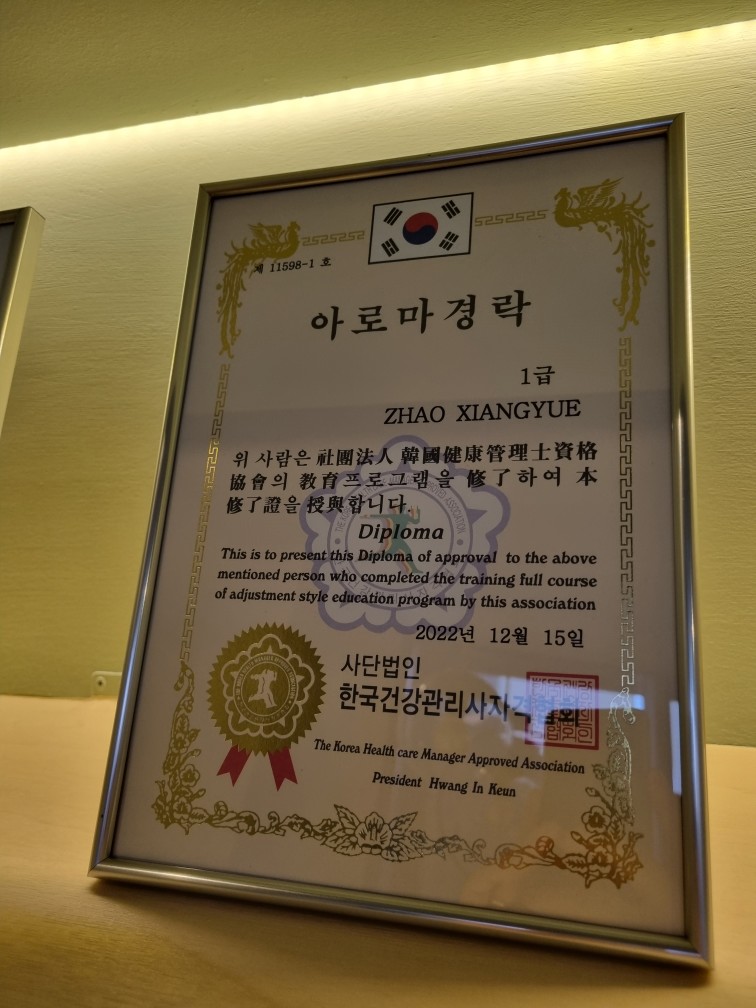 제 11598-1 호
아로마경락
1급
ZHAO XIANGYUE
위 사람은 社團法人 韓國健康管理士資格
協會의 教育프로그램을 修了하여 本
修了證을 授與합니다.
Diploma
This is to present this Diploma of approval to the above
mentioned person who completed the training full course
of adjustment style education program by this association
2022년 12월 15일
사단법인
한국건강관리사자격협회
The Korea Health care Manager Approved Association
President Hwang In Keun